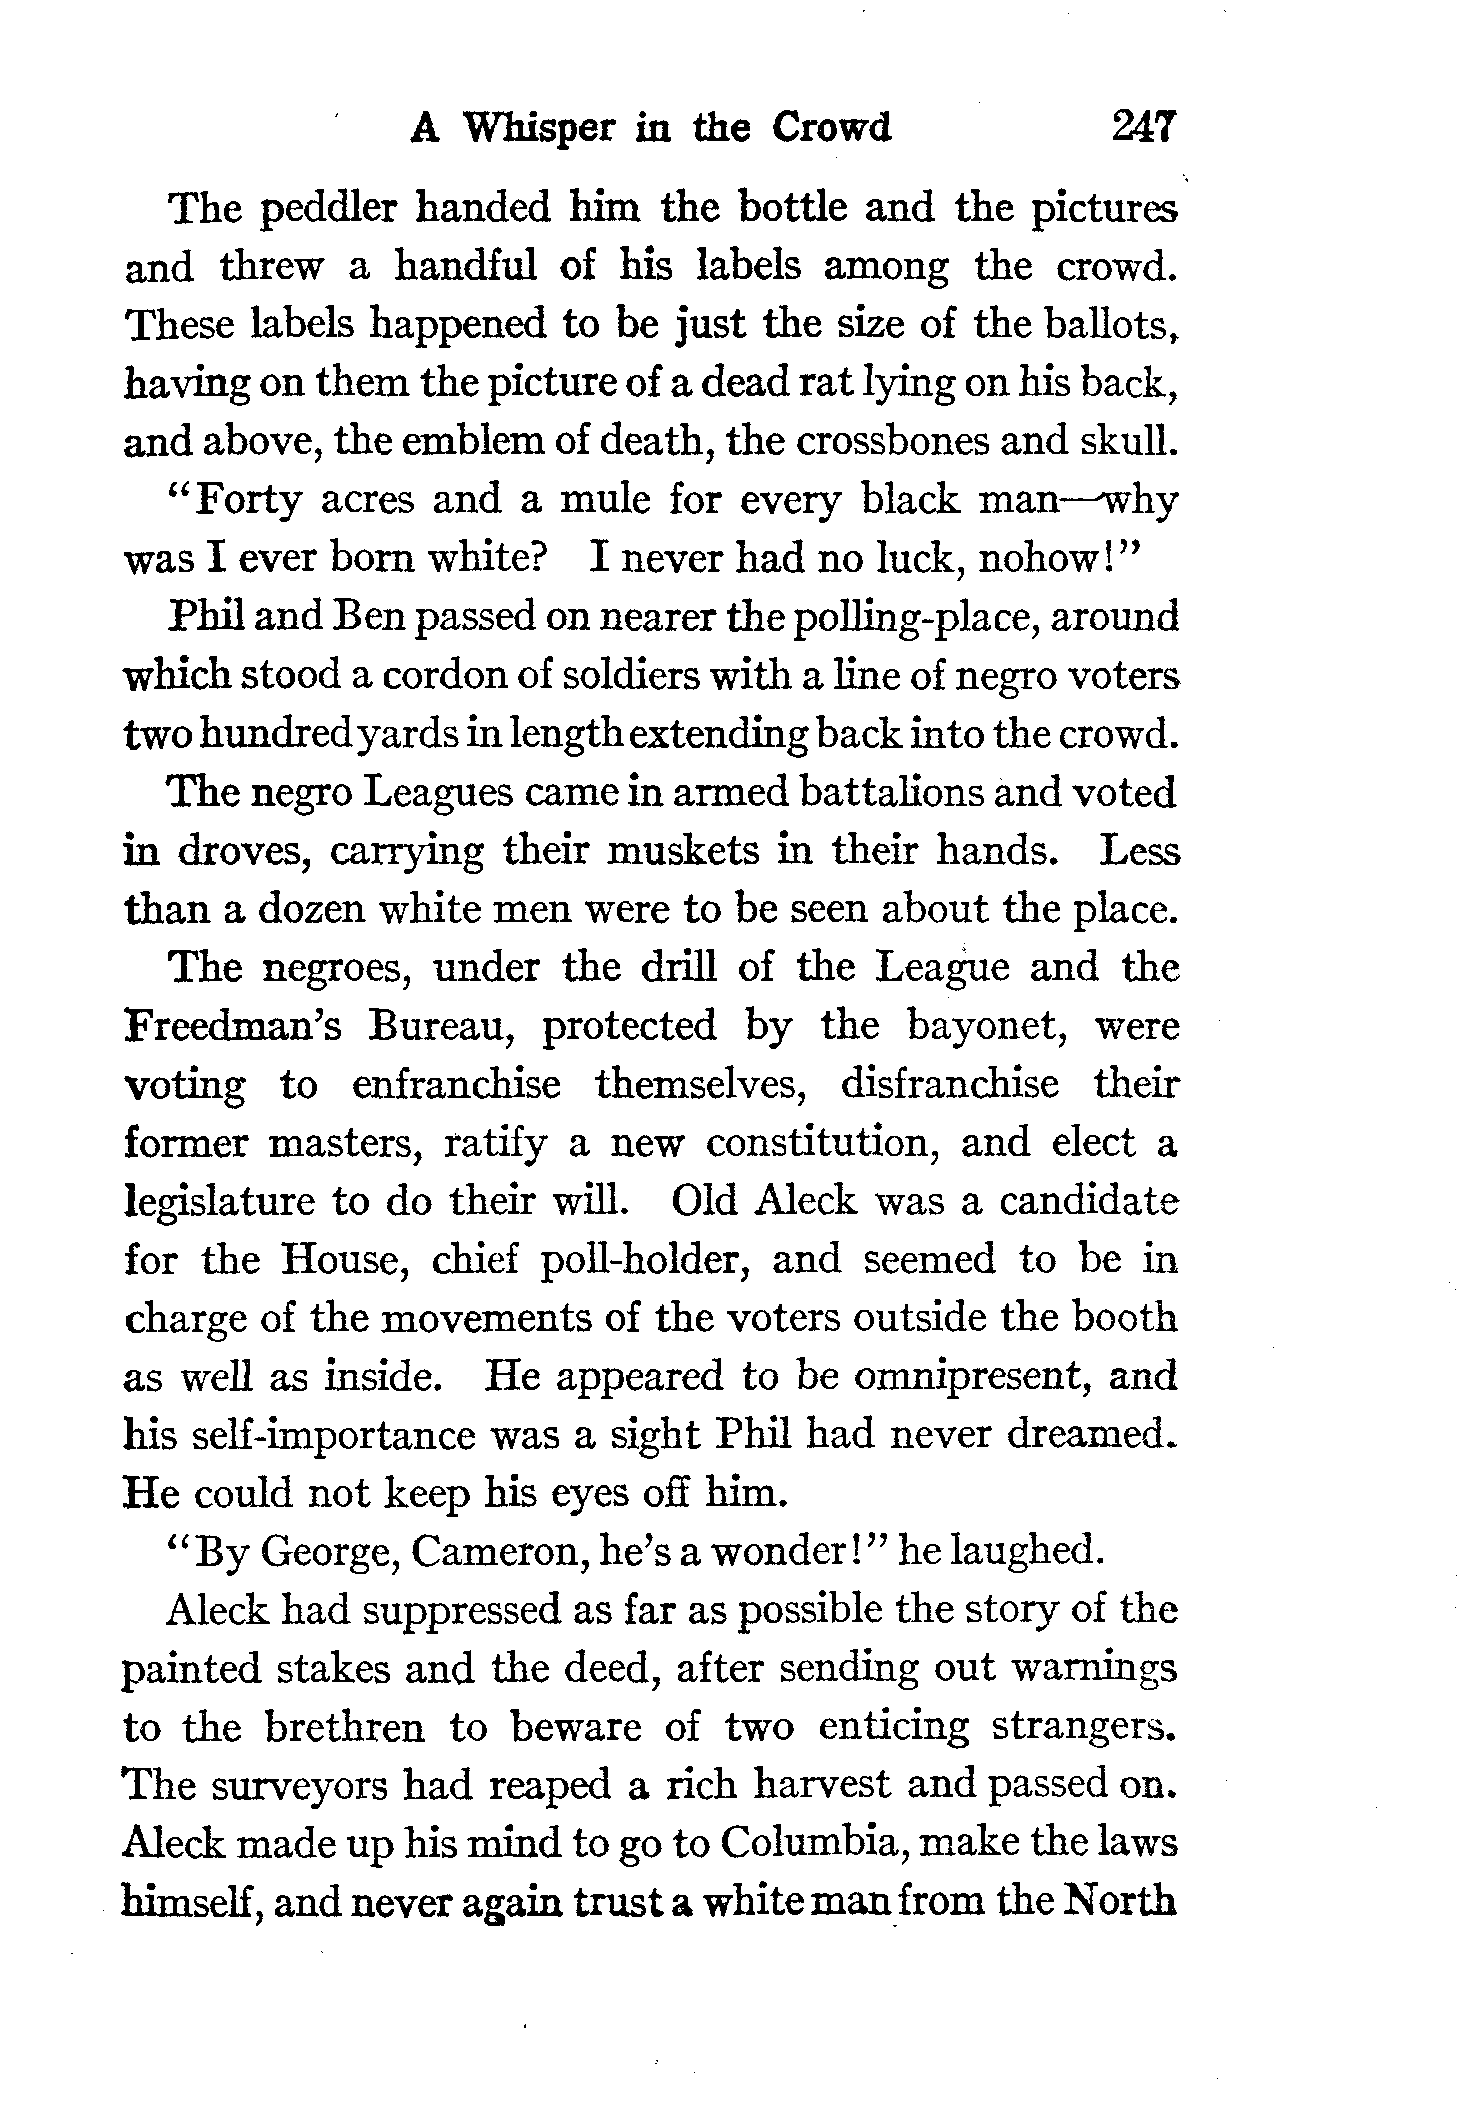 A Whisper in the Crowd 247
The peddler handed him the bottle and the pictures
and threw a handful of his labels among the crowd.
These labels happened to be just the size of the ballots,
having on them the picture of a dead rat lying on his back,
and above, the emblem of death, the crossbones and skull.
"Forty acres and a mule for every black man—why
was I ever born white? I never had no luck, nohow!"
Phil and Ben passed on nearer the polling-place, around
which stood a cordon of soldiers with a line of negro voters
two hundred yards in length extending back into the crowd.
The negro Leagues came in armed battalions and voted
in droves, carrying their muskets in their hands. Less
than a dozen white men were to be seen about the place.
The negroes, under the drill of the League and the
Freedman's Bureau, protected by the bayonet, were
voting to enfranchise themselves, disfranchise their
former masters, ratify a new constitution, and elect a
legislature to do their will. Old Aleck was a candidate
for the House, chief poll-holder, and seemed to be in
charge of the movements of the voters outside the booth
as well as inside. He appeared to be omnipresent, and
his self-importance was a sight Phil had never dreamed.
He could not keep his eyes off him.
"By George, Cameron, he's a wonder!" he laughed.
Aleck had suppressed as far as possible the story of the
painted stakes and the deed, after sending out warnings
to the brethren to beware of two enticing strangers.
The surveyors had reaped a rich harvest and passed on.
Aleck made up his mind to go to Columbia, make the laws
himself, and never again trust a white man from the North